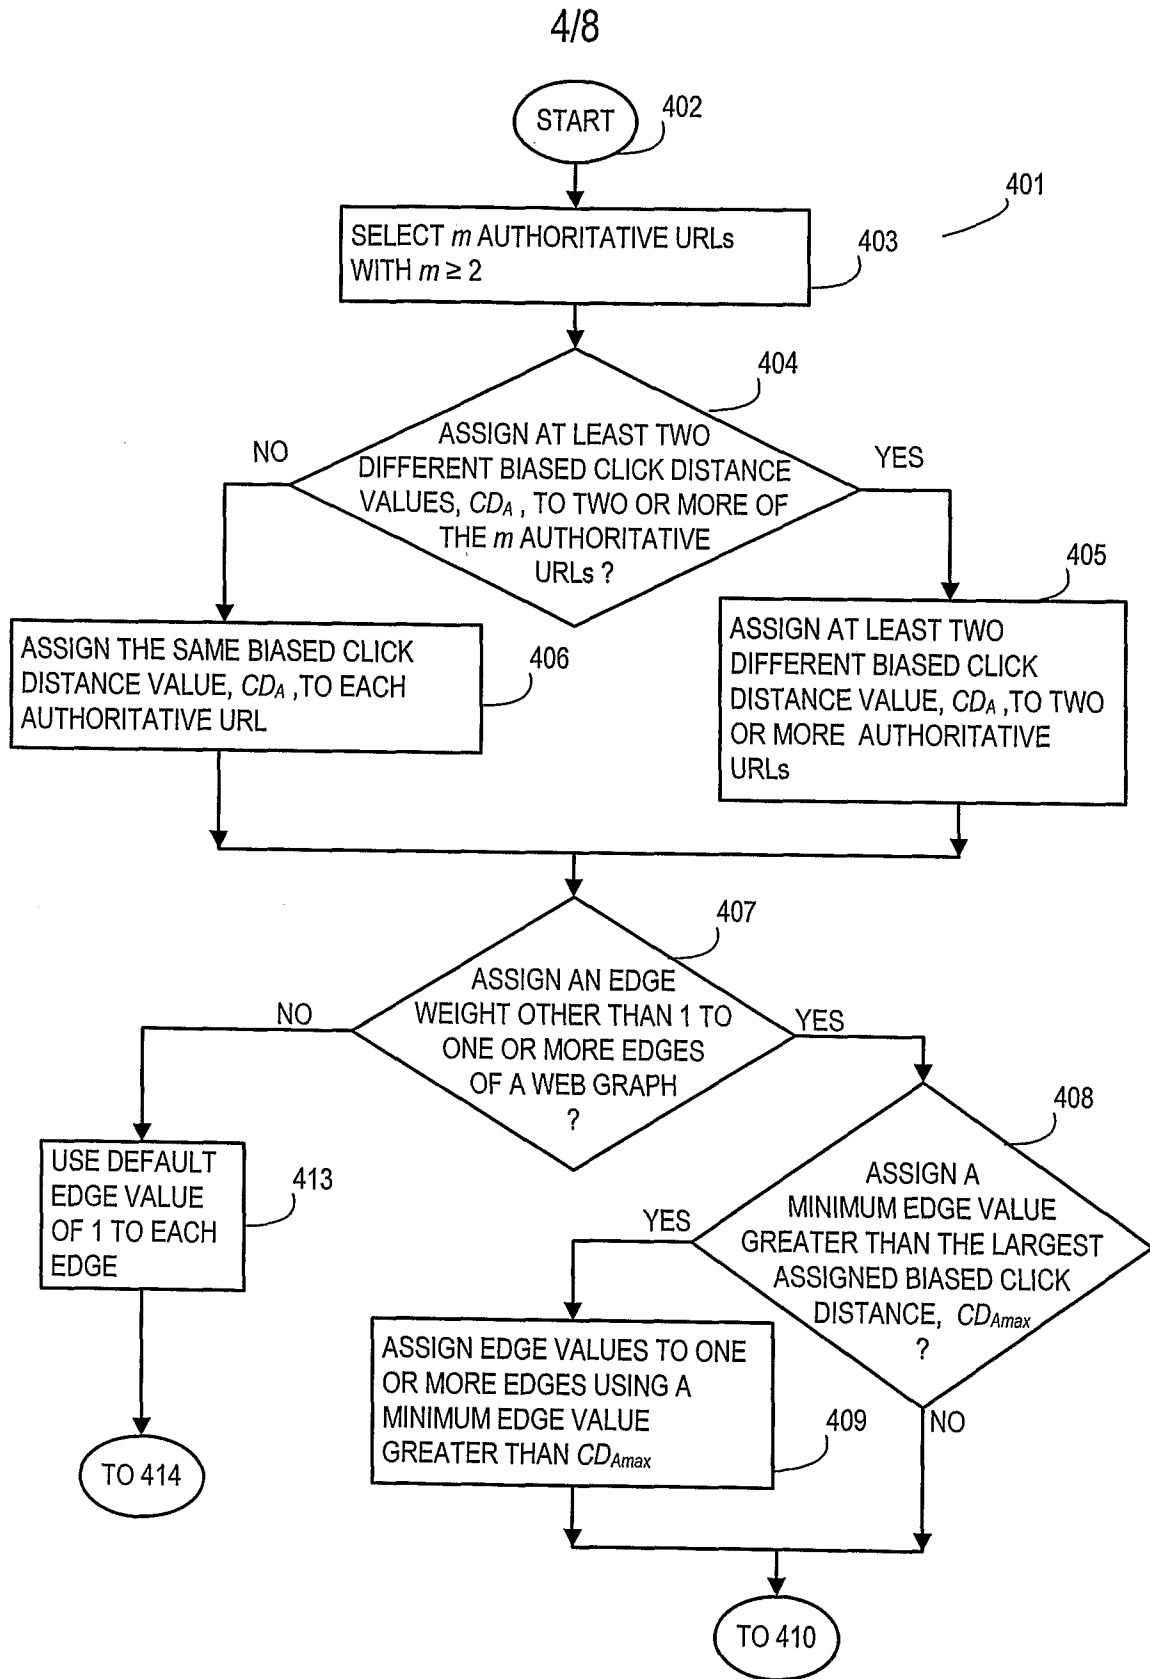 4/8
START
402
401
SELECT m AUTHORITATIVE URLs
WITH m ≥ 2
403
404
ASSIGN AT LEAST TWO
DIFFERENT BIASED CLICK DISTANCE
VALUES, CDA , TO TWO OR MORE OF
THE m AUTHORITATIVE
URLs ?
NO
YES
405
ASSIGN THE SAME BIASED CLICK
DISTANCE VALUE, CDA ,TO EACH
AUTHORITATIVE URL
406
ASSIGN AT LEAST TWO
DIFFERENT BIASED CLICK
DISTANCE VALUE, CDA ,TO TWO
OR MORE AUTHORITATIVE
URLs
407
ASSIGN AN EDGE
WEIGHT OTHER THAN 1 TO
ONE OR MORE EDGES
OF A WEB GRAPH
?
NO
YES
408
USE DEFAULT
EDGE VALUE
OF 1 TO EACH
EDGE
413
ASSIGN A
MINIMUM EDGE VALUE
GREATER THAN THE LARGEST
ASSIGNED BIASED CLICK
DISTANCE, CDAmax
?
YES
NO
ASSIGN EDGE VALUES TO ONE
OR MORE EDGES USING A
MINIMUM EDGE VALUE
GREATER THAN CDAmax
409
TO 414
TO 410